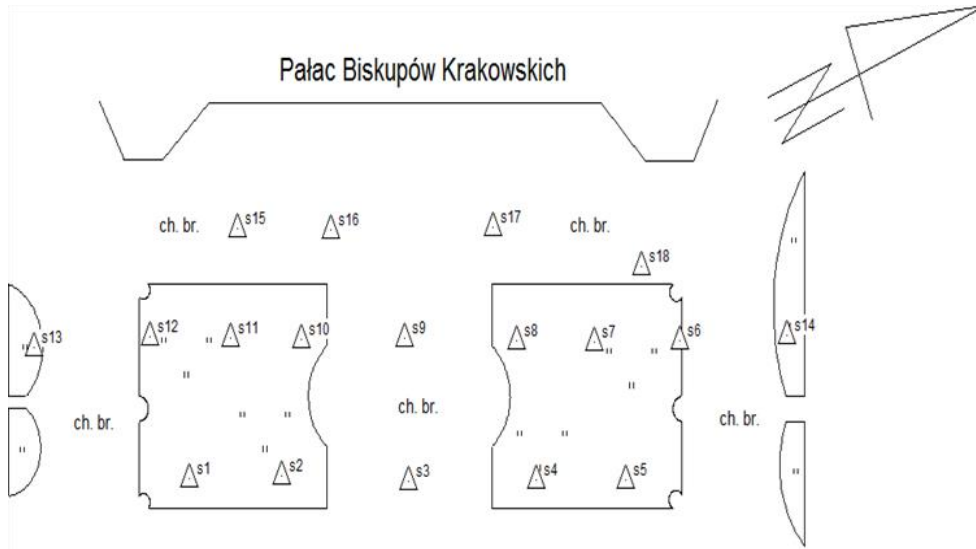 Pałac Biskupów Krakowskich
ch. br. s15 s16 s17 ch. br.
s18
s13 s12 s11 s10 s9 s8 s7 s6 s14
ch. br. ch. br. ch. br.
s1 s2 s3 s4 s5